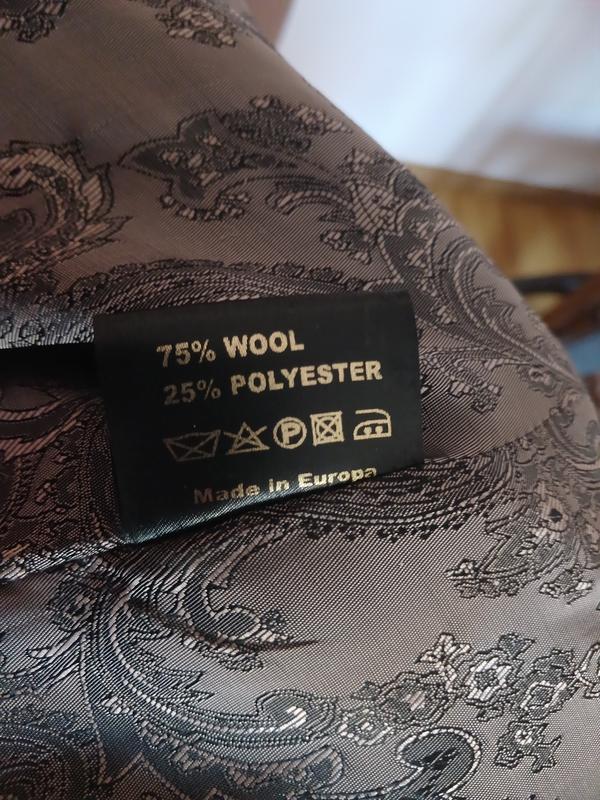 75% WOOL
25% POLYESTER
P
Made in Europa